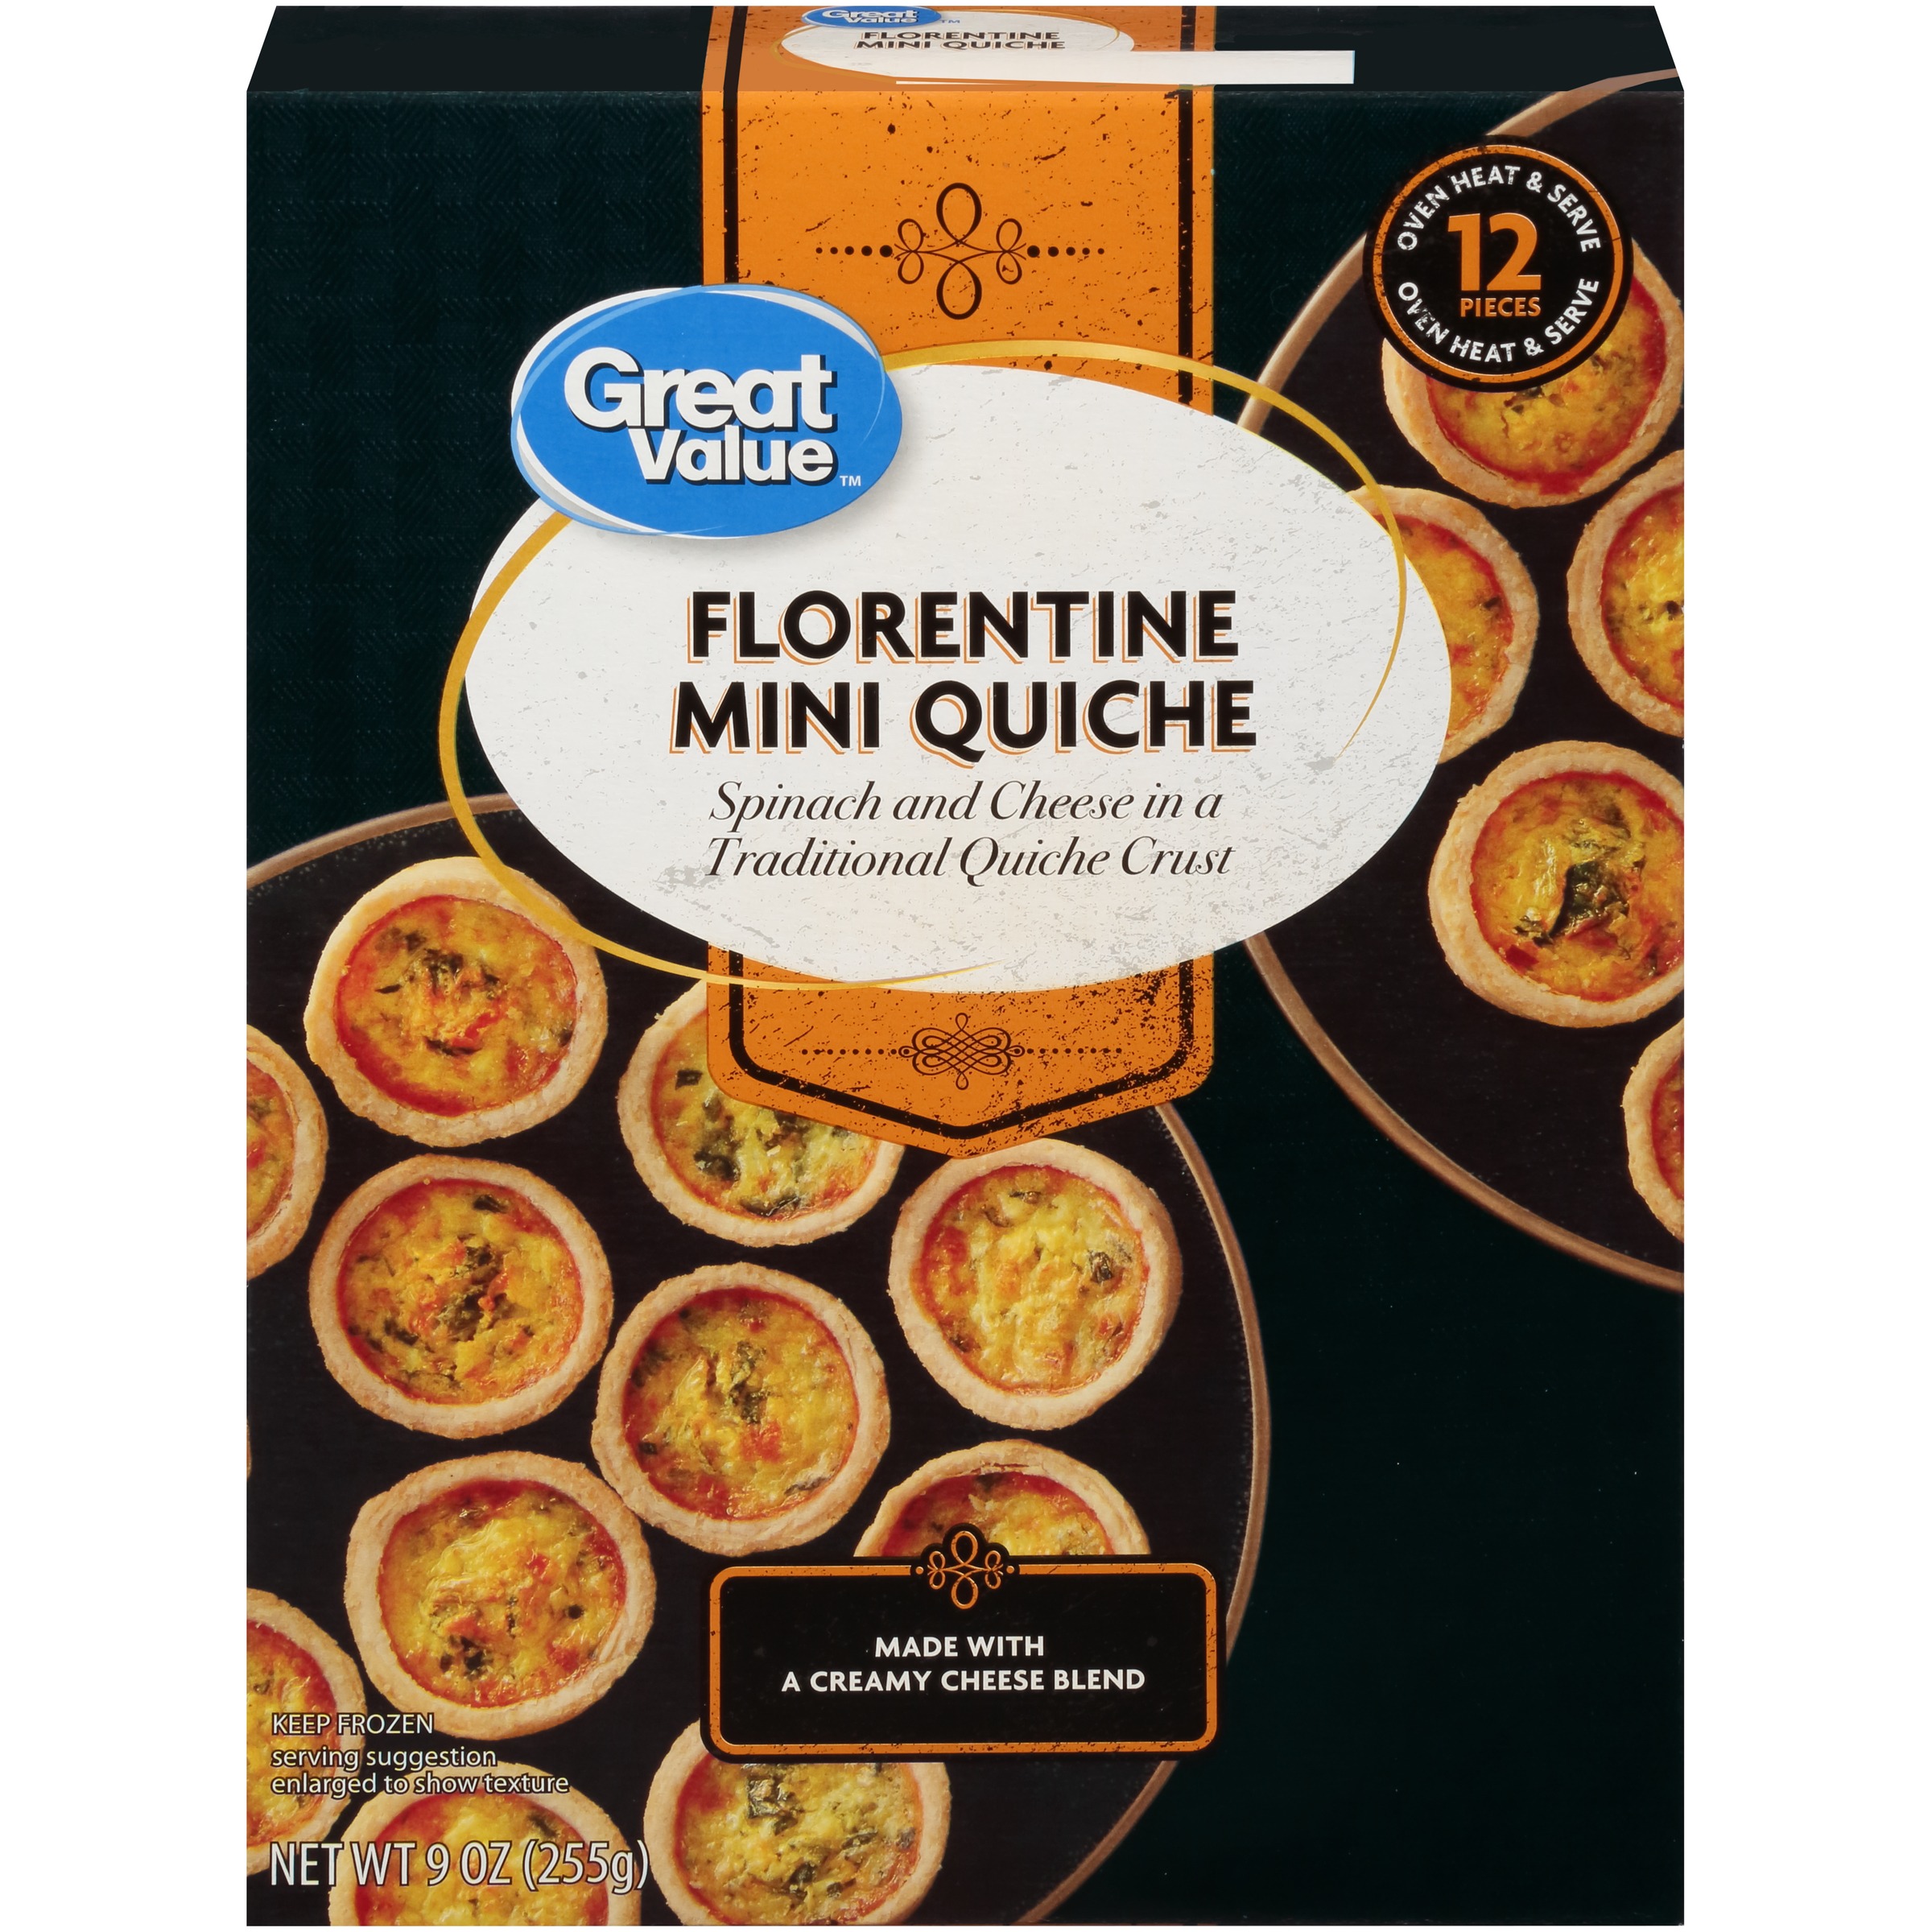 Great
Value
TM
FLORENTINE
MINI QUICHE
OVEN HEAT & SERVE
12
PIECES
OVEN HEAT & SERVE
Great
Value
TM
FLORENTINE
MINI QUICHE
Spinach and Cheese in a
Traditional Quiche Crust
MADE WITH
A CREAMY CHEESE BLEND
KEEP FROZEN
serving suggestion
enlarged to show texture
NET WT 9 OZ (255g)